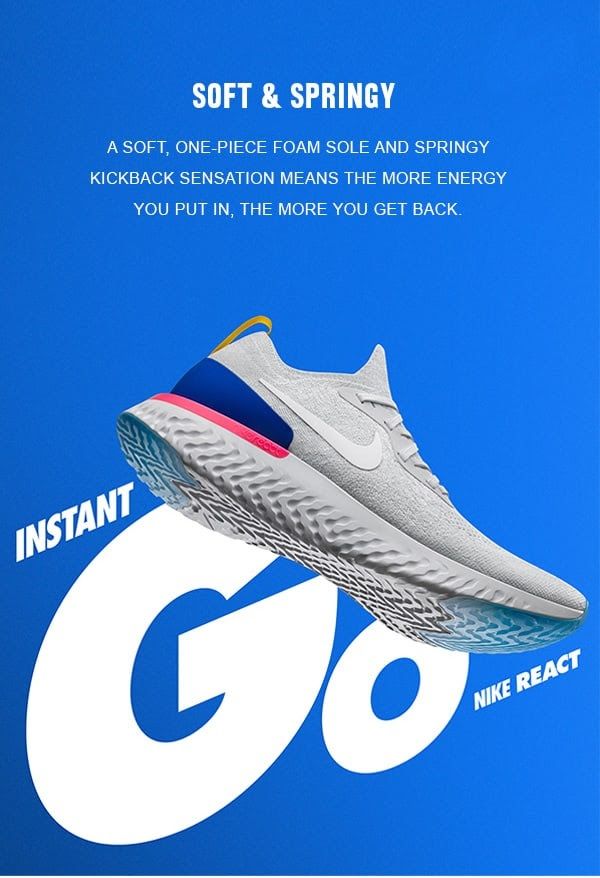 SOFT & SPRINGY
A SOFT, ONE-PIECE FOAM SOLE AND SPRINGY
KICKBACK SENSATION MEANS THE MORE ENERGY
YOU PUT IN, THE MORE YOU GET BACK.
INSTANT
Go
NIKE REACT